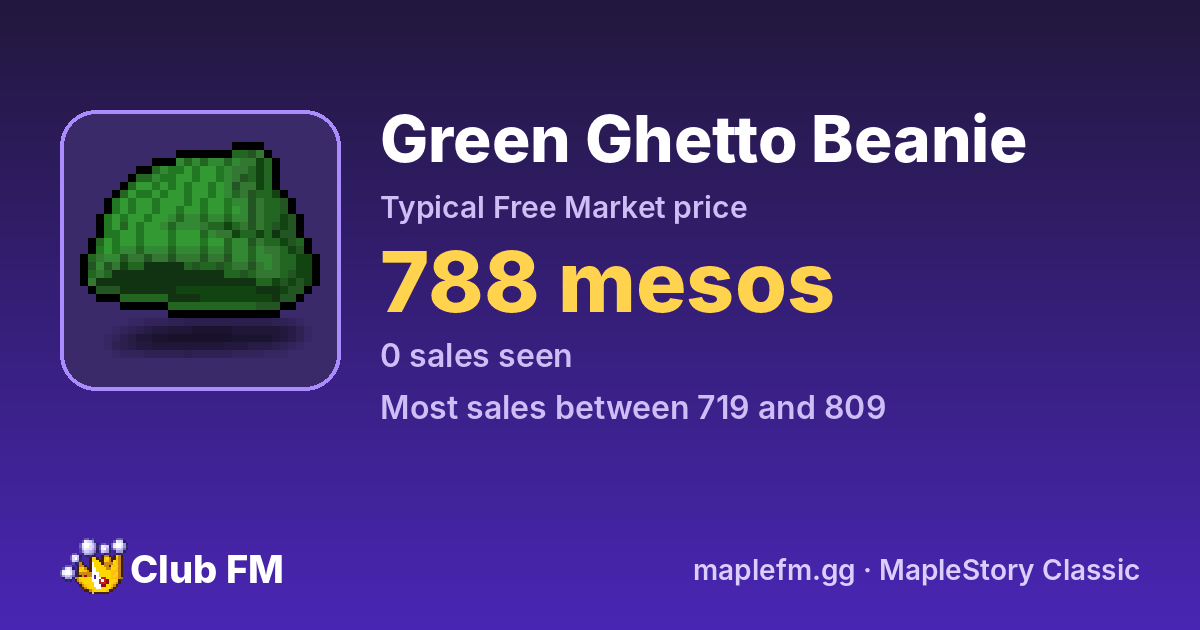 Green Ghetto Beanie
Typical Free Market price
788 mesos
0 sales seen
Most sales between 719 and 809
Club FM
maplefm.gg · MapleStory Classic